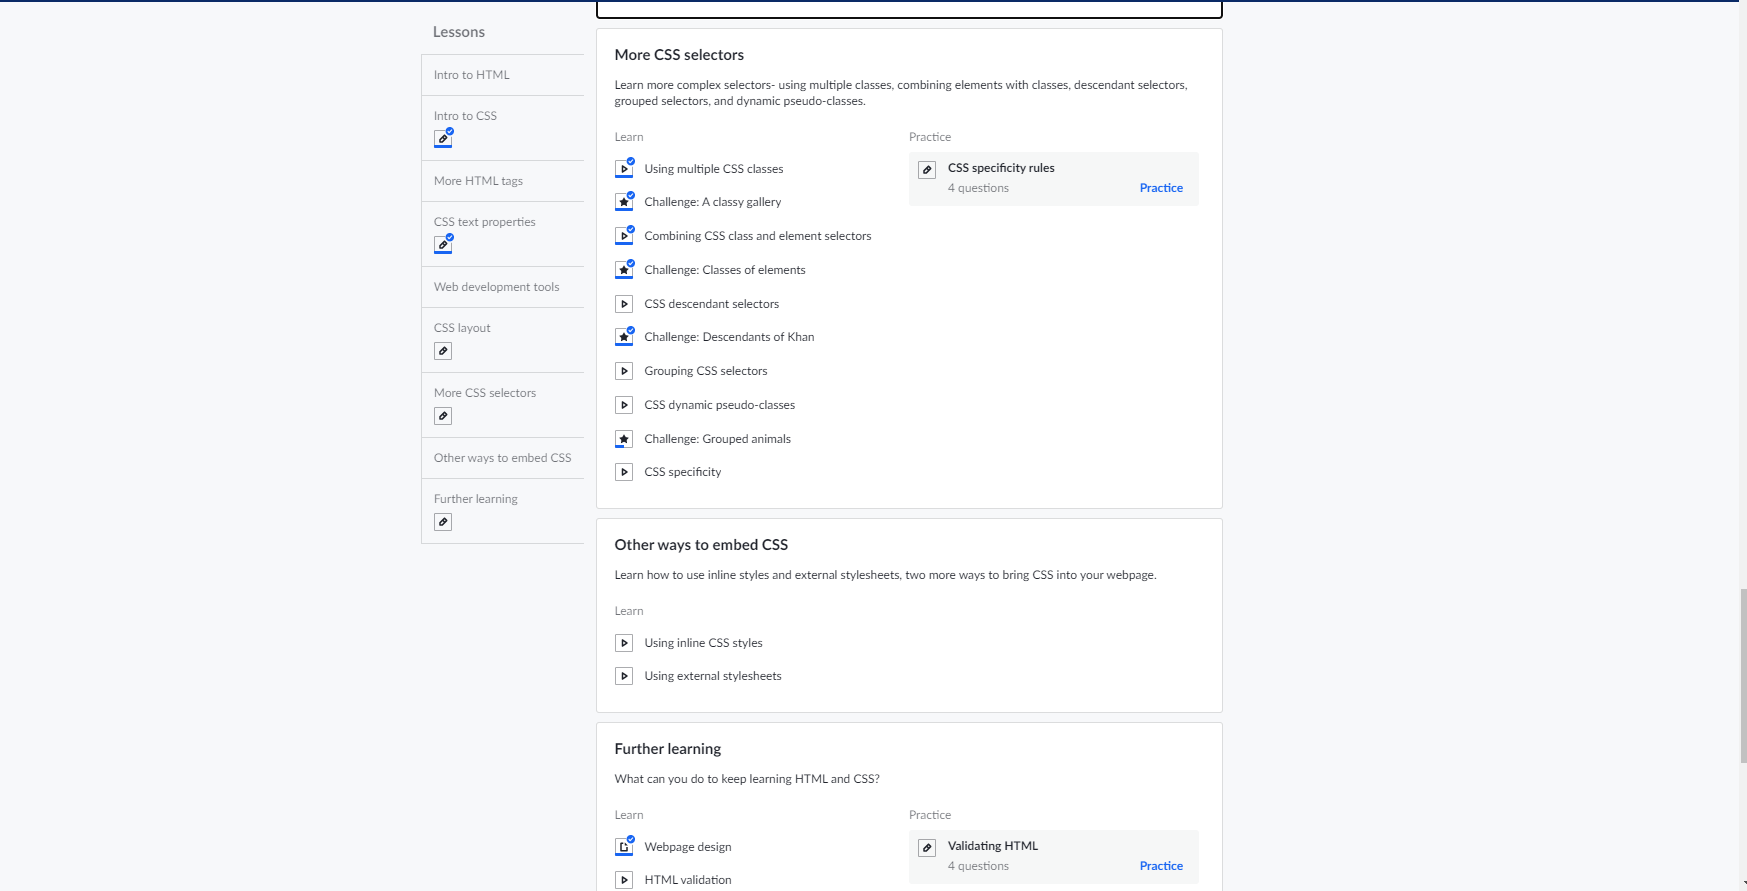 Lessons
Intro to HTML
Intro to CSS
More HTML tags
CSS text properties
Web development tools
CSS layout
More CSS selectors
Other ways to embed CSS
Further learning
More CSS selectors
Learn more complex selectors- using multiple classes, combining elements with classes, descendant selectors,
grouped selectors, and dynamic pseudo-classes.
Learn
Using multiple CSS classes
Challenge: A classy gallery
Combining CSS class and element selectors
Challenge: Classes of elements
CSS descendant selectors
Challenge: Descendants of Khan
Grouping CSS selectors
CSS dynamic pseudo-classes
Challenge: Grouped animals
CSS specificity
Practice
CSS specificity rules
4 questions
Practice
Other ways to embed CSS
Learn how to use inline styles and external stylesheets, two more ways to bring CSS into your webpage.
Learn
Using inline CSS styles
Using external stylesheets
Further learning
What can you do to keep learning HTML and CSS?
Learn
Webpage design
HTML validation
Practice
Validating HTML
4 questions
Practice